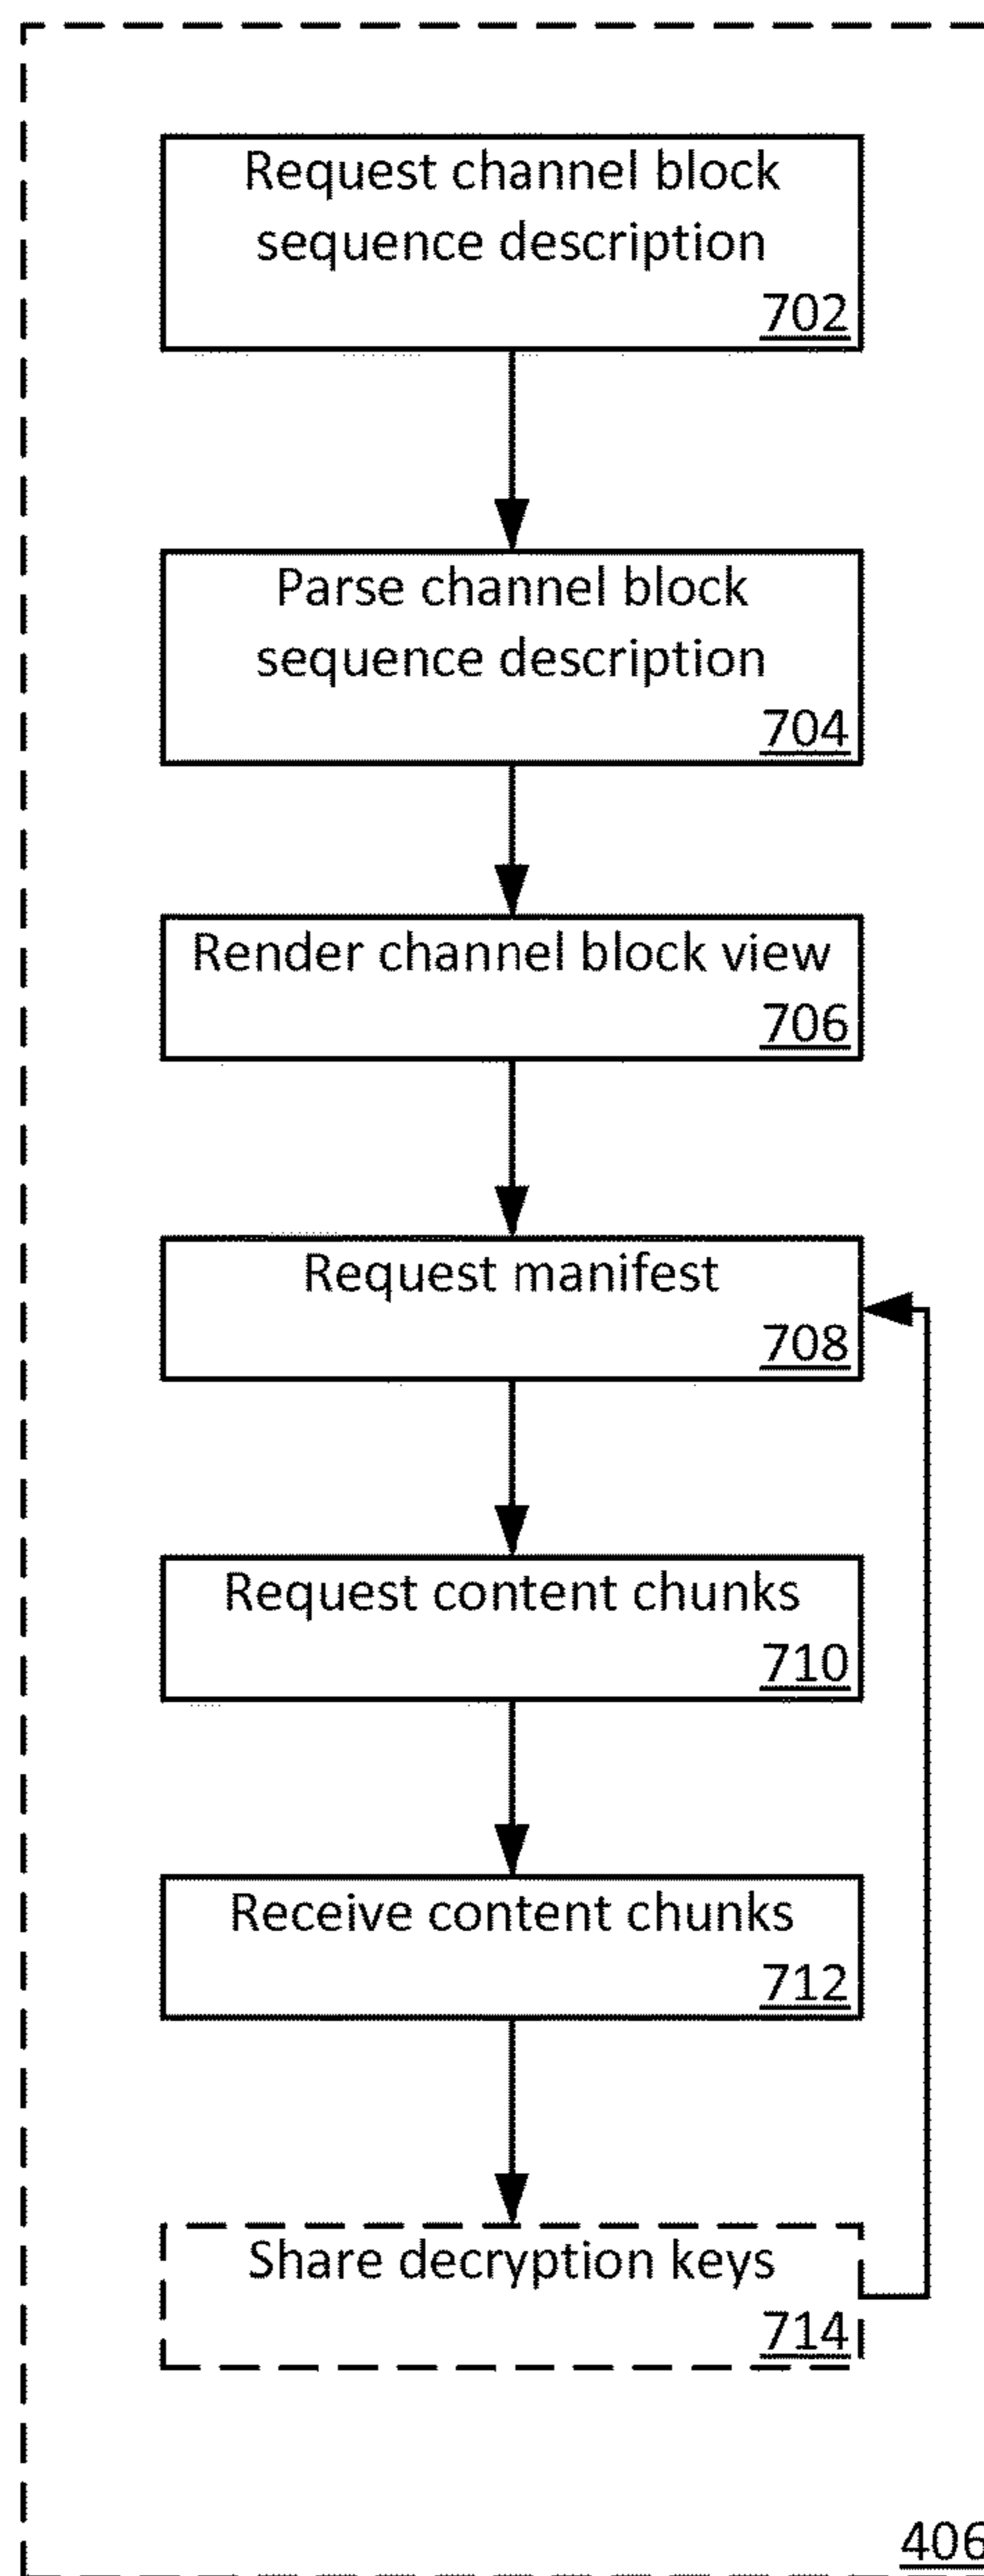 Request channel block
sequence description
702
Parse channel block
sequence description
704
Render channel block view
706
Request manifest
708
Request content chunks
710
Receive content chunks
712
Share decryption keys
714
406